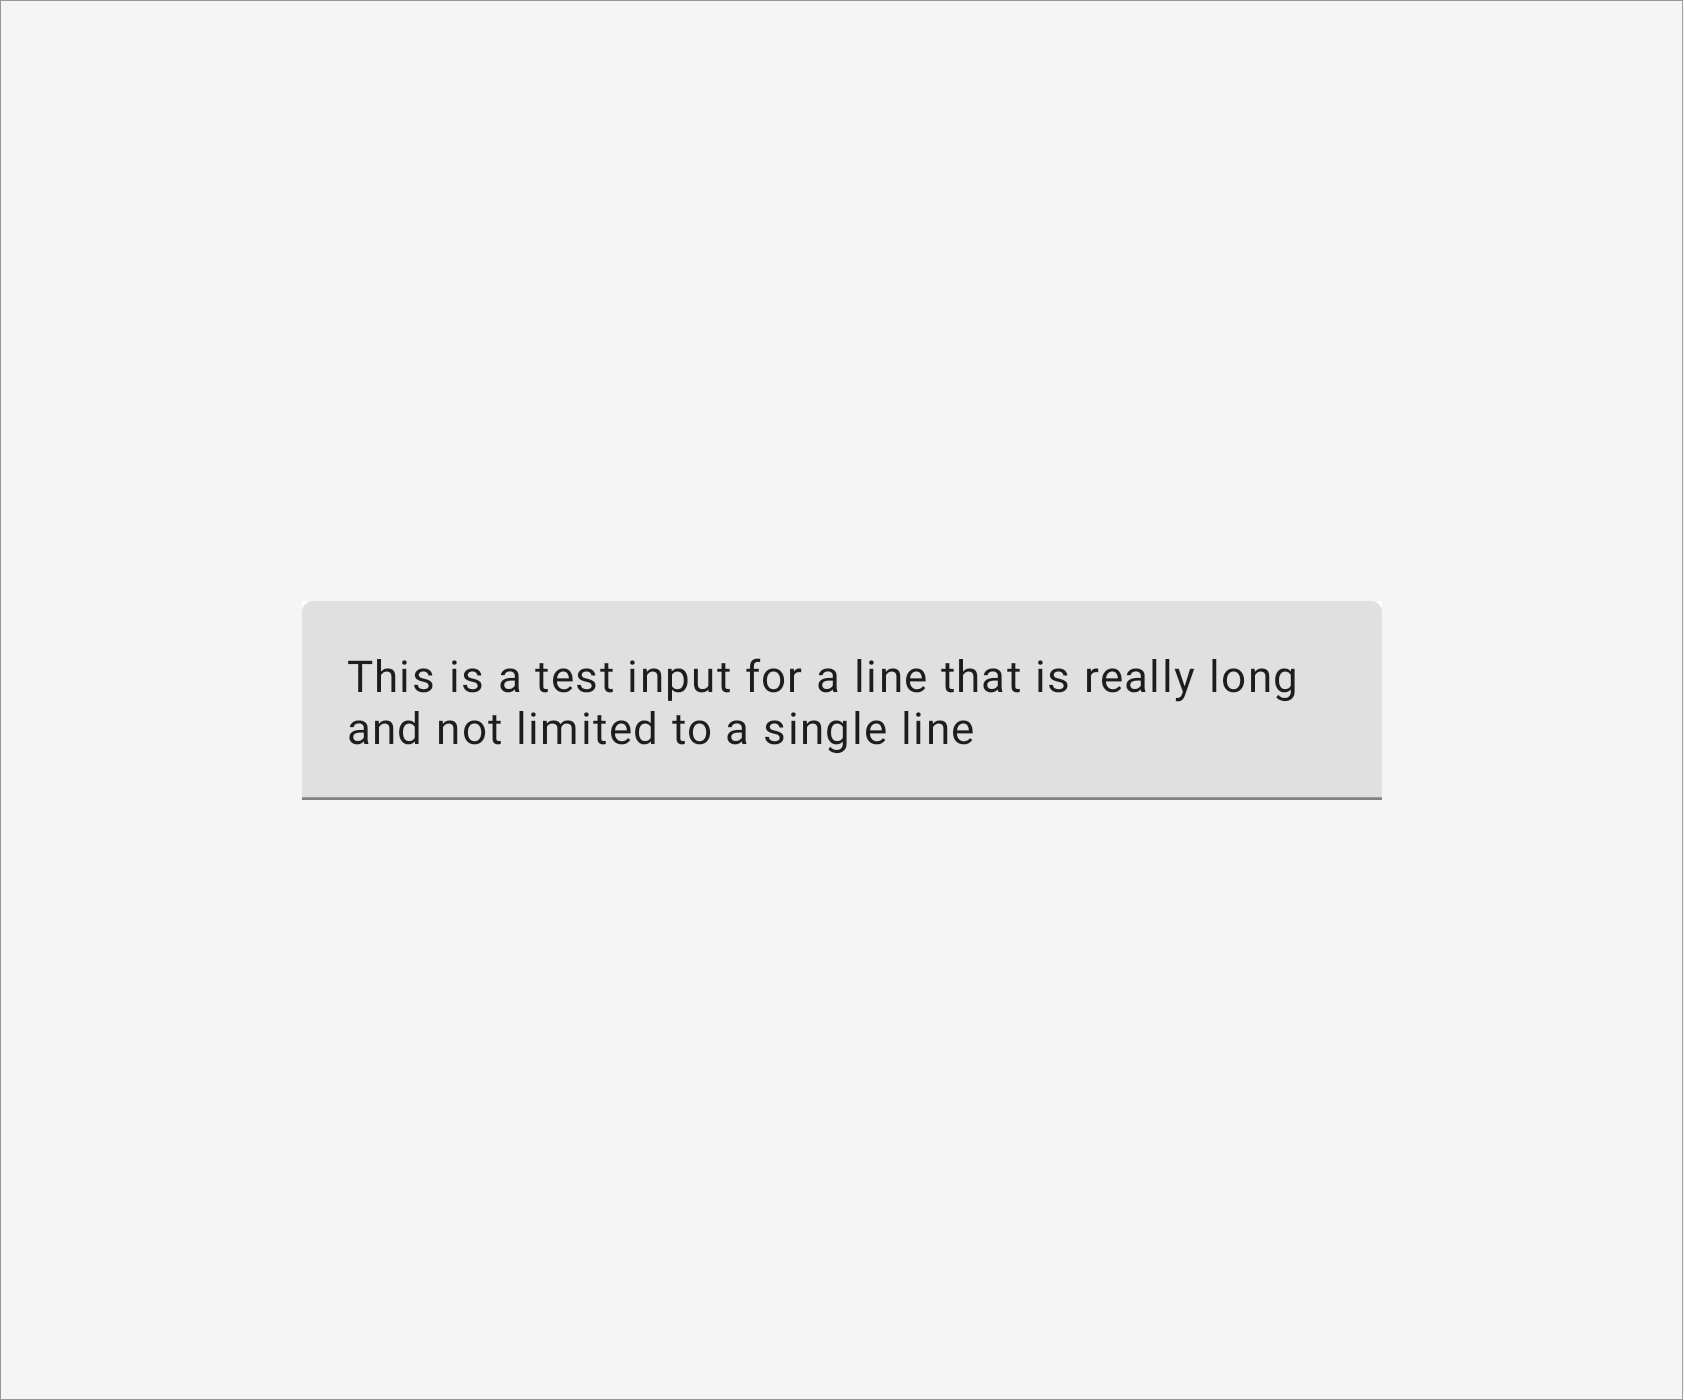 This is a test input for a line that is really long
and not limited to a single line